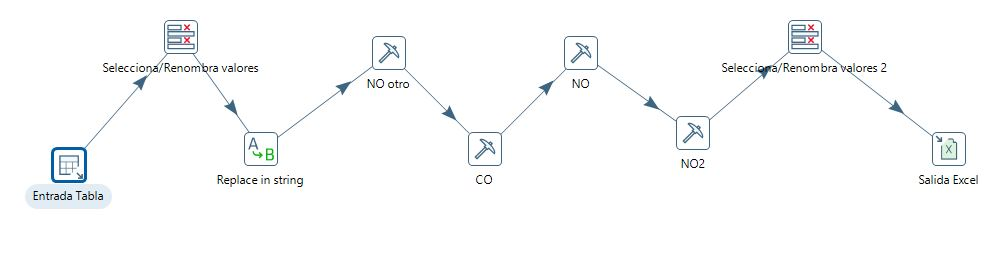 Entrada Tabla
Selecciona/Renombra valores
A
B
Replace in string
NO otro
CO
NO
NO2
Selecciona/Renombra valores 2
X
Salida Excel